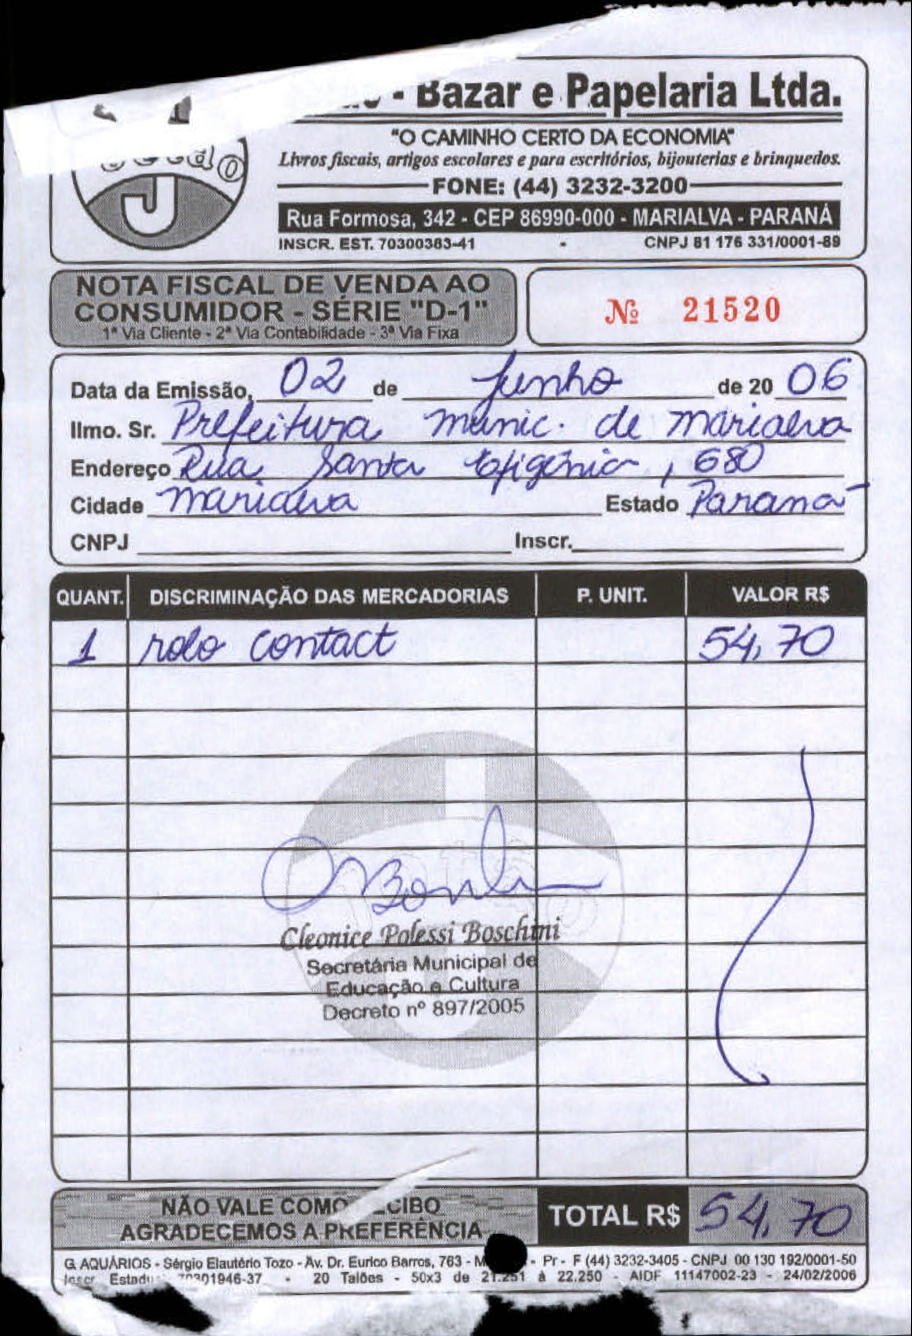 - Bazar e Papelaria Ltda.
"O CAMINHO CERTO DA ECONOMIA"
Livros fiscais, artigos escolares e para escritórios, bijouterias e brinquedos.
FONE: (44) 3232-3200
Rua Formosa, 342 - CEP 86990-000 - MARIALVA - PARANÁ
INSCR. EST. 70300383-41 - CNPJ 81 176 331/0001-89
J
NOTA FISCAL DE VENDA AO
CONSUMIDOR - SÉRIE "D-1"
1ª Via Cliente - 2ª Via Contabilidade - 3ª Via Fixa
Nº 21520
Data da Emissão, 02 de Junho de 20 06
Ilmo. Sr. Prefeitura munic. de marialva
Endereço Rua Santa Efigênia, 680
Cidade marialva Estado Paraná
CNPJ Inscr.
QUANT. DISCRIMINAÇÃO DAS MERCADORIAS P. UNIT. VALOR R$
1 rolo contact 54,70
Cleonice Polessi Boschini
Secretária Municipal de
Educação e Cultura
Decreto nº 897/2005
NÃO VALE COMO CIBO
AGRADECEMOS A PREFERÊNCIA
TOTAL R$ 54,70
G. AQUÁRIOS - Sérgio Elautério Tozo - Av. Dr. Eurico Barros, 763 - M - Pr - F (44) 3232-3405 - CNPJ 00 130 192/0001-50
Inscr Estadu 70301946-37 - 20 Talões - 50x3 de 21.251 à 22.250 - AIDF 11147002-23 - 24/02/2006